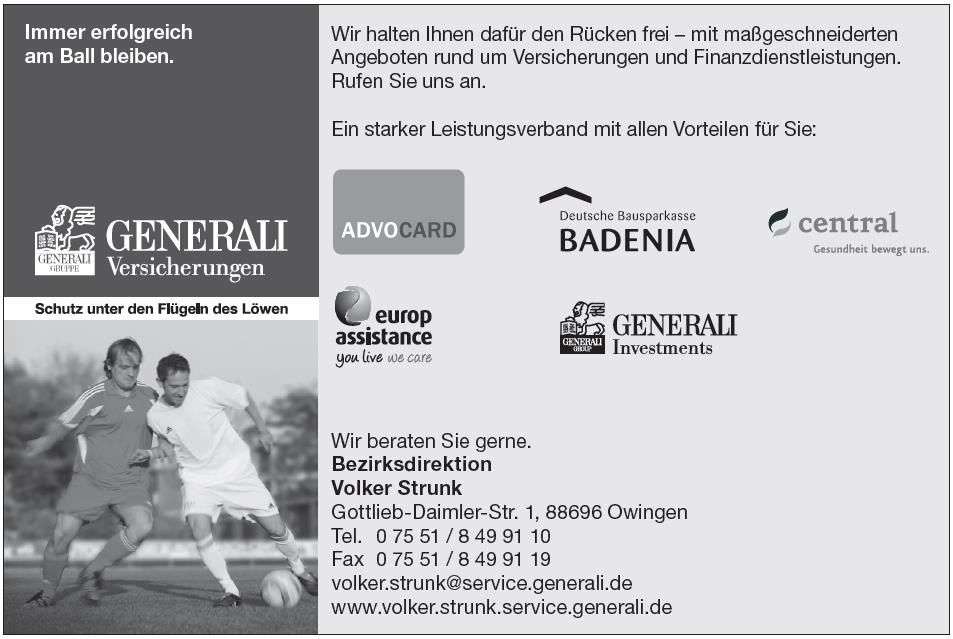 Immer erfolgreich
am Ball bleiben.
GENERALI
GRUPPE
GENERALI
Versicherungen
Schutz unter den Flügeln des Löwen
Wir halten Ihnen dafür den Rücken frei – mit maßgeschneiderten
Angeboten rund um Versicherungen und Finanzdienstleistungen.
Rufen Sie uns an.
Ein starker Leistungsverband mit allen Vorteilen für Sie:
ADVOCARD
Deutsche Bausparkasse
BADENIA
central
Gesundheit bewegt uns.
europ
assistance
you live we care
GENERALI
GROUP
GENERALI
Investments
Wir beraten Sie gerne.
Bezirksdirektion
Volker Strunk
Gottlieb-Daimler-Str. 1, 88696 Owingen
Tel. 0 75 51 / 8 49 91 10
Fax 0 75 51 / 8 49 91 19
volker.strunk@service.generali.de
www.volker.strunk.service.generali.de